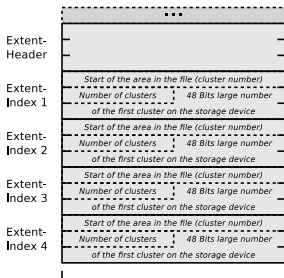 ...
Extent-
Header
Extent-
Index 1
Start of the area in the file (cluster number)
Number of clusters
48 Bits large number
of the first cluster on the storage device
Extent-
Index 2
Start of the area in the file (cluster number)
Number of clusters
48 Bits large number
of the first cluster on the storage device
Extent-
Index 3
Start of the area in the file (cluster number)
Number of clusters
48 Bits large number
of the first cluster on the storage device
Extent-
Index 4
Start of the area in the file (cluster number)
Number of clusters
48 Bits large number
of the first cluster on the storage device